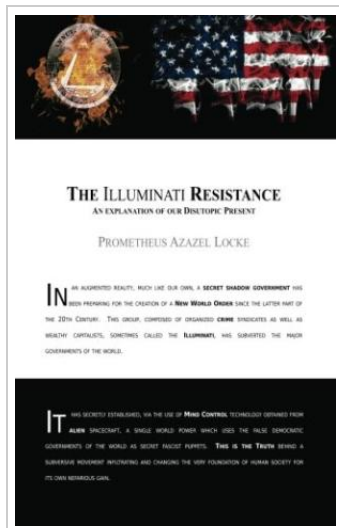 THE ILLUMINATI RESISTANCE
AN EXPLANATION OF OUR DISUTOPIC PRESENT
PROMETHEUS AZAZEL LOCKE
IN AN AUGMENTED REALITY, MUCH LIKE OUR OWN, A SECRET SHADOW GOVERNMENT HAS
BEEN PREPARING FOR THE CREATION OF A NEW WORLD ORDER SINCE THE LATTER PART OF
THE 20TH CENTURY. THIS GROUP, COMPOSED OF ORGANIZED CRIME SYNDICATES AS WELL AS
WEALTHY CAPITALISTS, SOMETIMES CALLED THE ILLUMINATI, HAS SUBVERTED THE MAJOR
GOVERNMENTS OF THE WORLD.
IT HAS SECRETLY ESTABLISHED, VIA THE USE OF MIND CONTROL TECHNOLOGY OBTAINED FROM
ALIEN SPACECRAFT, A SINGLE WORLD POWER WHICH USES THE FALSE DEMOCRATIC
GOVERNMENTS OF THE WORLD AS SECRET FASCIST PUPPETS. THIS IS THE TRUTH BEHIND A
SUBVERSIVE MOVEMENT INFILTRATING AND CHANGING THE VERY FOUNDATION OF HUMAN SOCIETY FOR
ITS OWN NEFARIOUS GAIN.